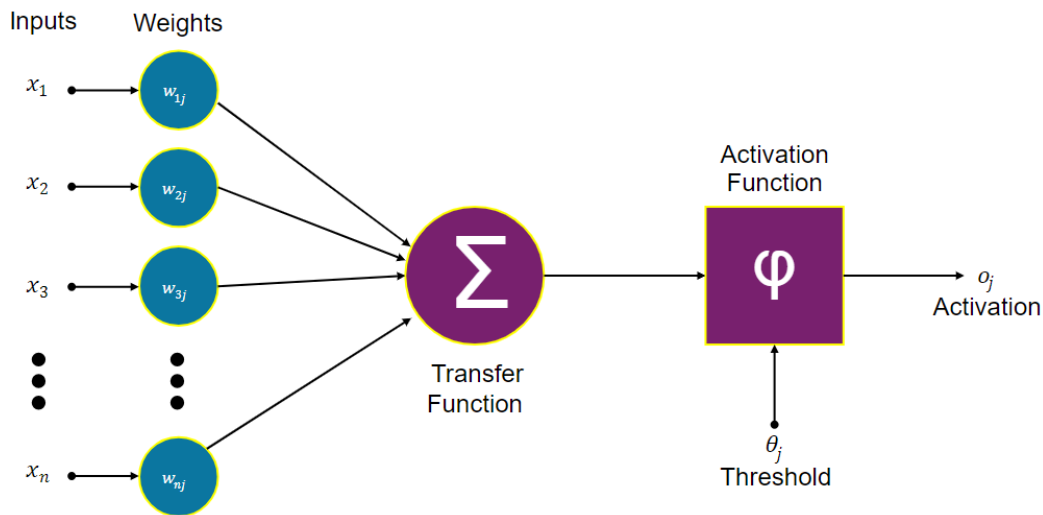 Inputs Weights
x₁ w₁ⱼ
x₂ w₂ⱼ
x₃ w₃ⱼ
xₙ wₙⱼ
Σ
Transfer
Function
Activation
Function
φ
θⱼ
Threshold
oⱼ
Activation